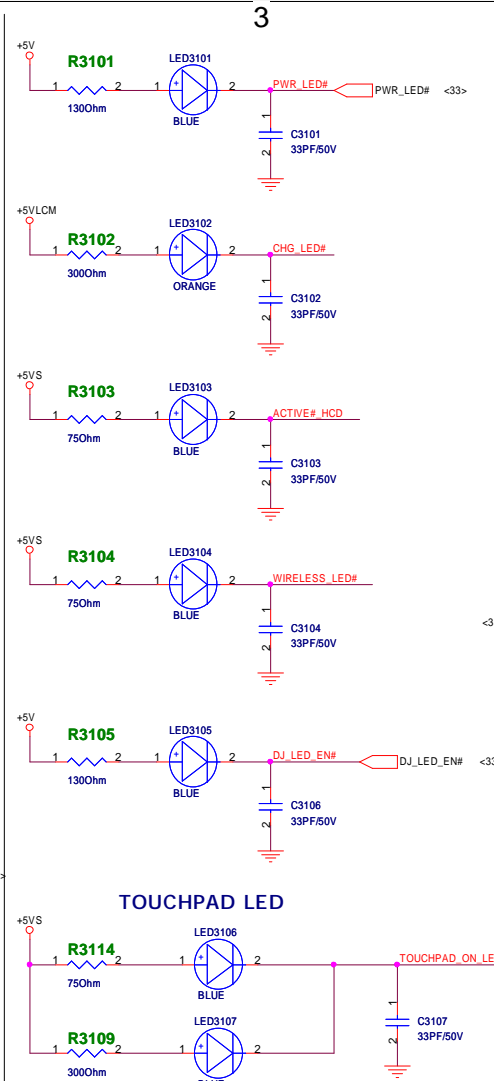 3
+5V
R3101
LED3101
1 2 1 + 2 PWR_LED# PWR_LED# <33>
130Ohm
BLUE
1
C3101
33PF/50V
2
+5VLCM
R3102
LED3102
1 2 1 + 2 CHG_LED#
300Ohm
ORANGE
1
C3102
33PF/50V
2
+5VS
R3103
LED3103
1 2 1 + 2 ACTIVE#_HCD
75Ohm
BLUE
1
C3103
33PF/50V
2
+5VS
R3104
LED3104
1 2 1 + 2 WIRELESS_LED#
75Ohm
BLUE
1
C3104
33PF/50V
2
<3
+5V
R3105
LED3105
1 2 1 + 2 DJ_LED_EN# DJ_LED_EN# <33
130Ohm
BLUE
1
C3106
33PF/50V
2
>
TOUCHPAD LED
+5VS
R3114
LED3106
1 2 1 + 2 TOUCHPAD_ON_LE
75Ohm
BLUE
1
C3107
33PF/50V
2
R3109
LED3107
1 2 1 + 2
300Ohm
BLUE